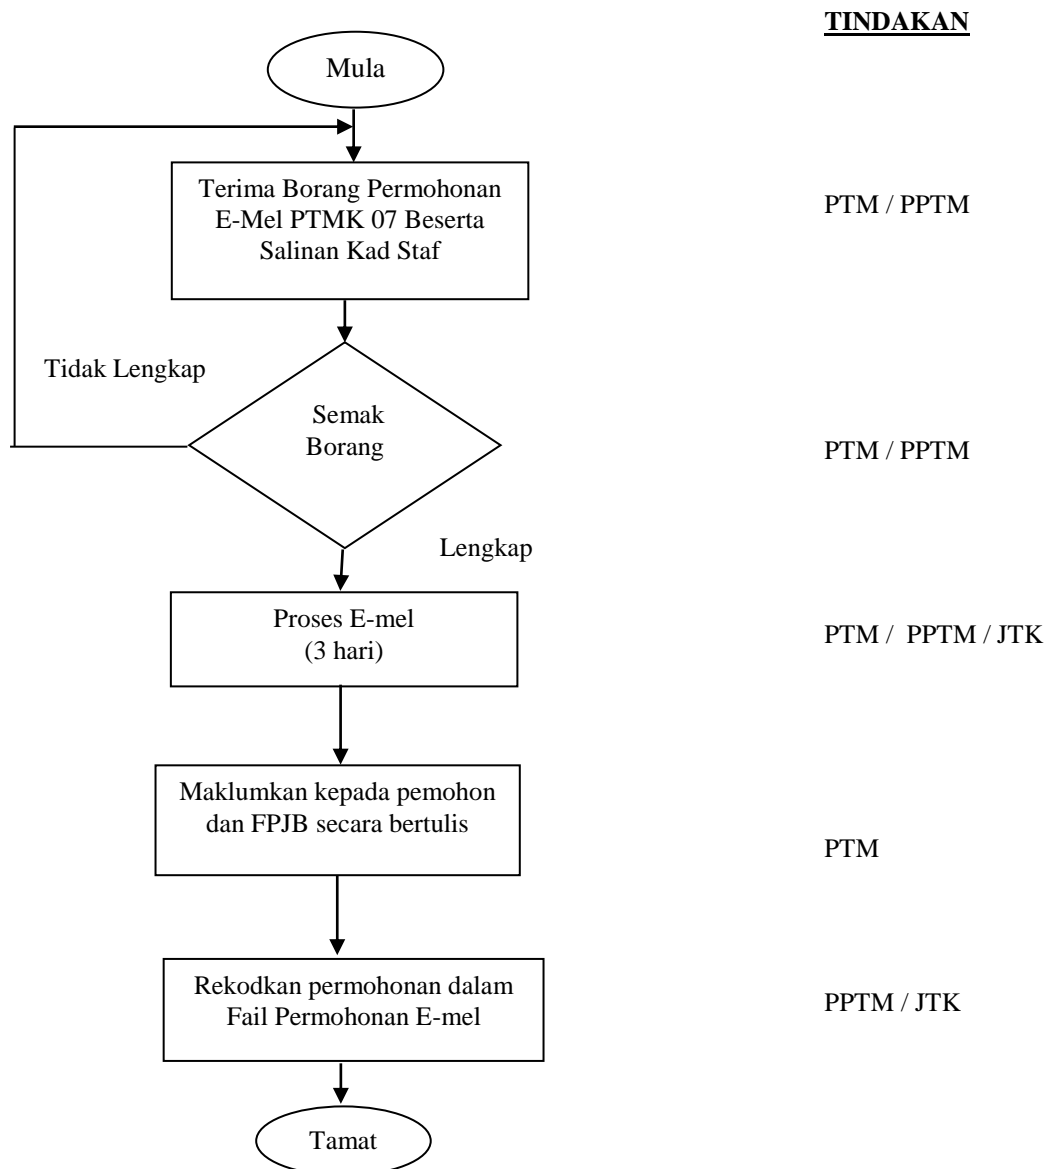 TINDAKAN
Mula
Terima Borang Permohonan
E-Mel PTMK 07 Beserta
Salinan Kad Staf
PTM / PPTM
Tidak Lengkap
Semak
Borang
PTM / PPTM
Lengkap
Proses E-mel
(3 hari)
PTM / PPTM / JTK
Maklumkan kepada pemohon
dan FPJB secara bertulis
PTM
Rekodkan permohonan dalam
Fail Permohonan E-mel
PPTM / JTK
Tamat